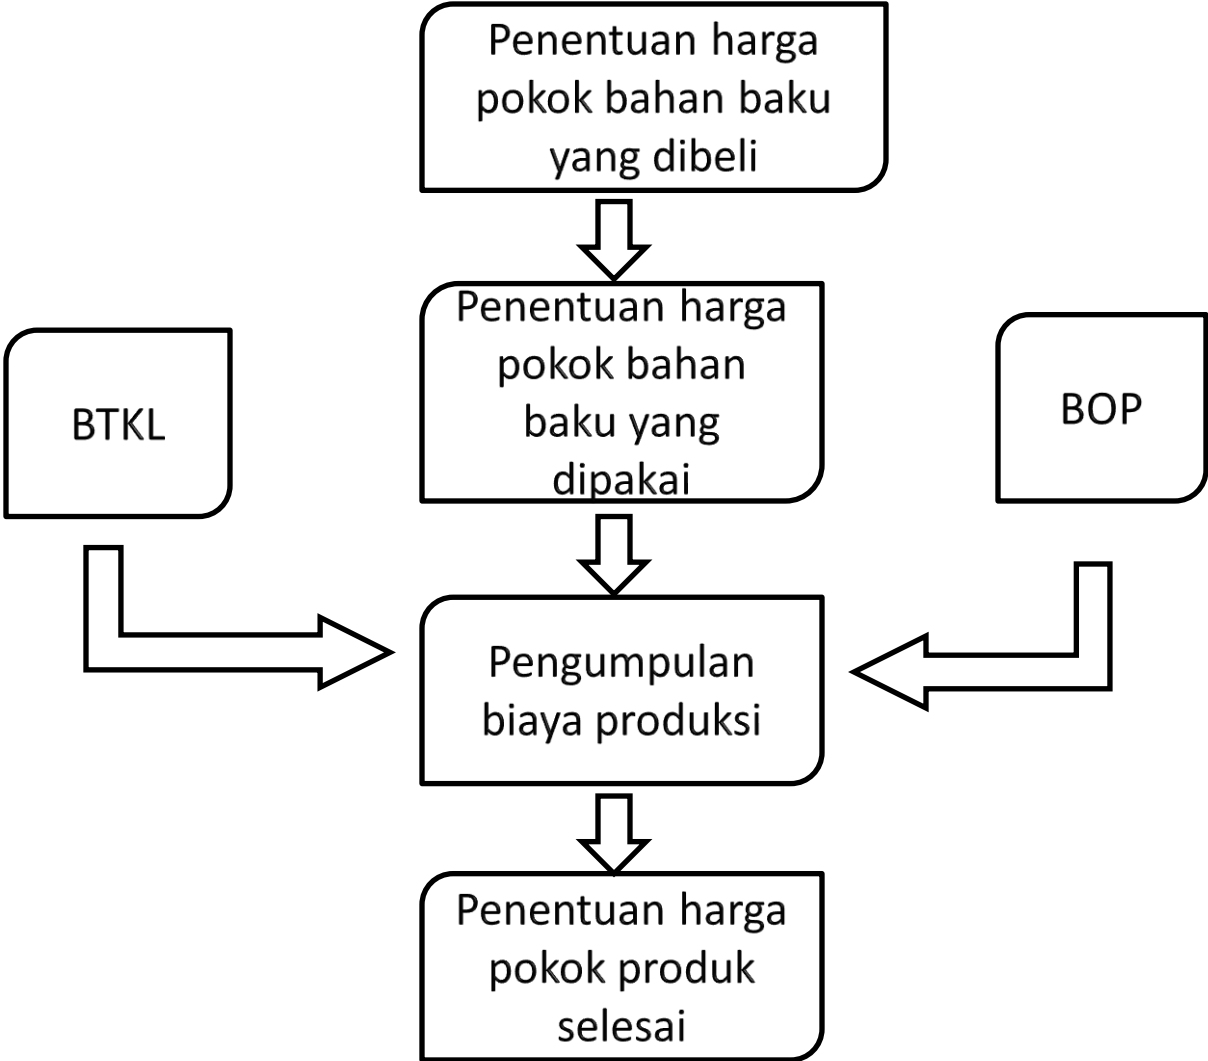 Penentuan harga
pokok bahan baku
yang dibeli
Penentuan harga
pokok bahan
baku yang
dipakai
BTKL
BOP
Pengumpulan
biaya produksi
Penentuan harga
pokok produk
selesai